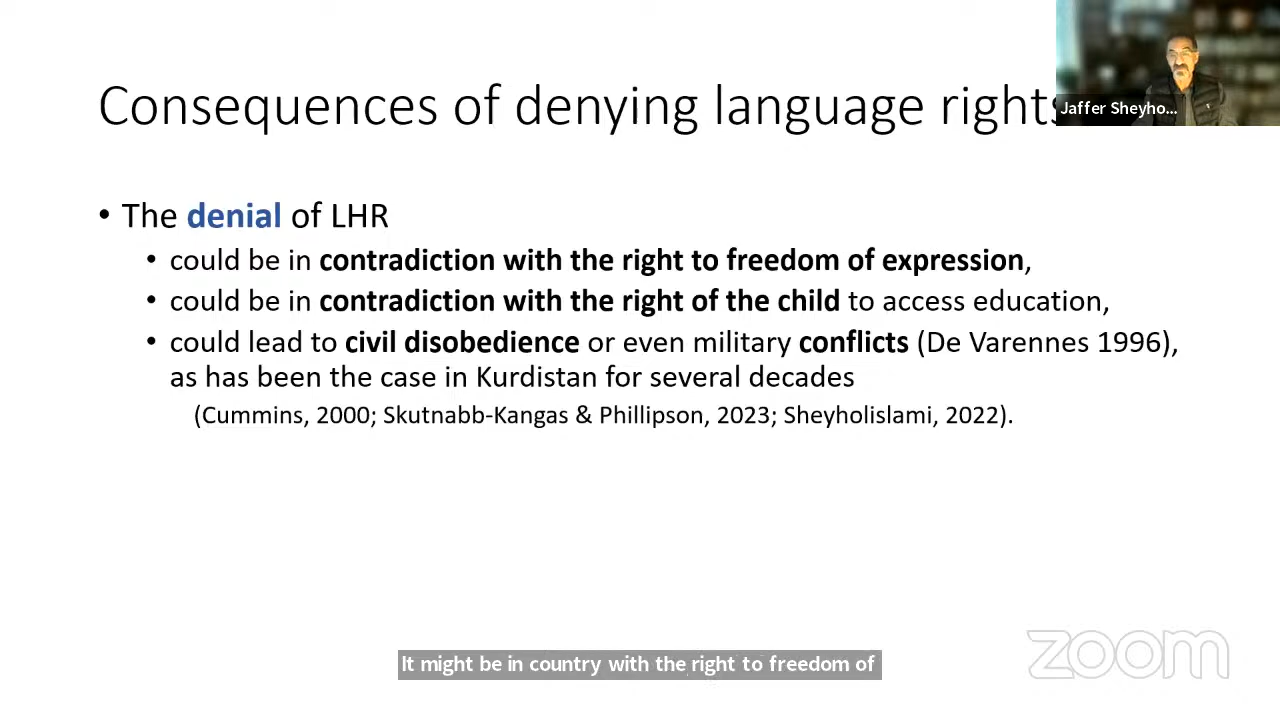 Consequences of denying language rights
Jaffer Sheyho...
• The denial of LHR
• could be in contradiction with the right to freedom of expression,
• could be in contradiction with the right of the child to access education,
• could lead to civil disobedience or even military conflicts (De Varennes 1996),
as has been the case in Kurdistan for several decades
(Cummins, 2000; Skutnabb-Kangas & Phillipson, 2023; Sheyholislami, 2022).
It might be in country with the right to freedom of
zoom